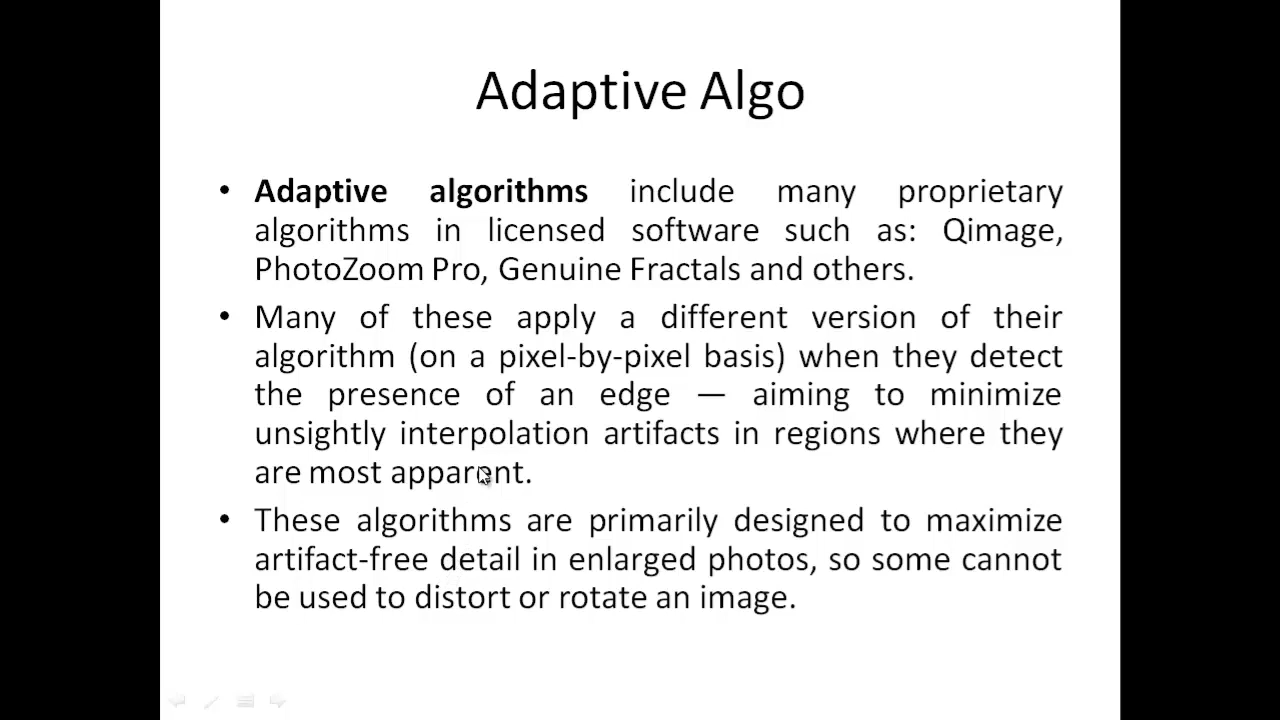 Adaptive Algo
• Adaptive algorithms include many proprietary
algorithms in licensed software such as: Qimage,
PhotoZoom Pro, Genuine Fractals and others.
• Many of these apply a different version of their
algorithm (on a pixel-by-pixel basis) when they detect
the presence of an edge — aiming to minimize
unsightly interpolation artifacts in regions where they
are most apparent.
• These algorithms are primarily designed to maximize
artifact-free detail in enlarged photos, so some cannot
be used to distort or rotate an image.